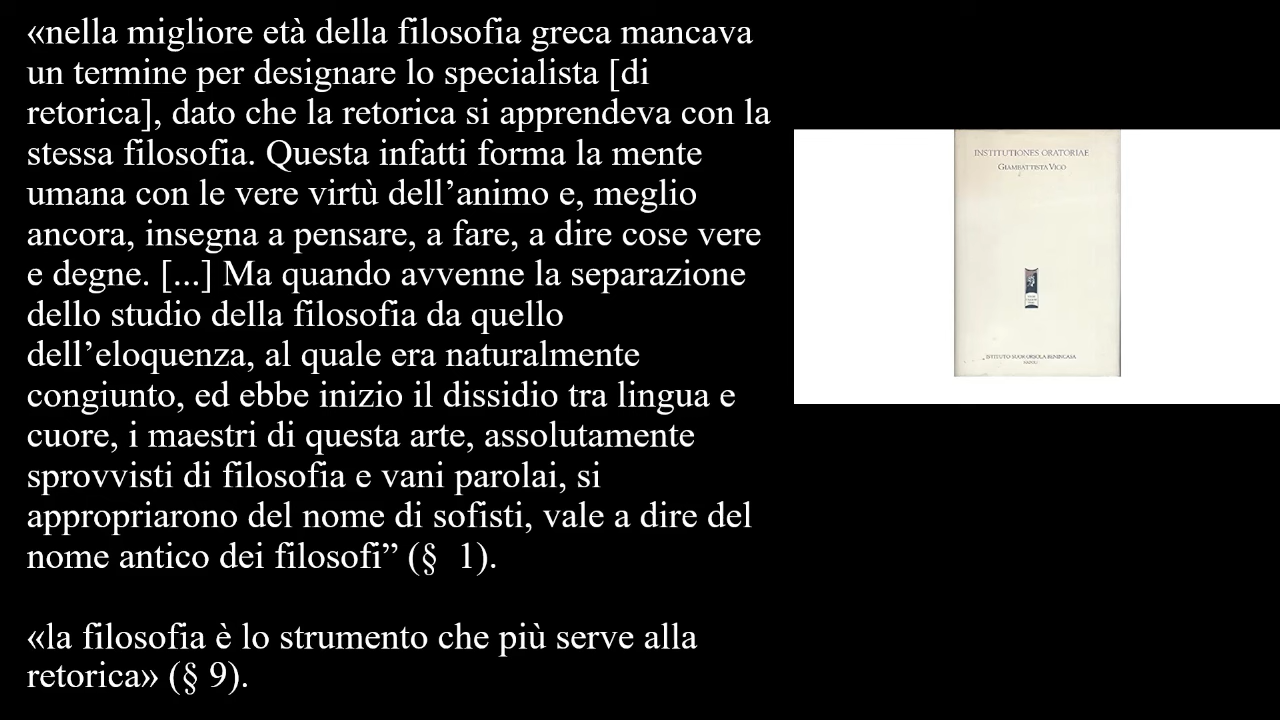 «nella migliore età della filosofia greca mancava
un termine per designare lo specialista [di
retorica], dato che la retorica si apprendeva con la
stessa filosofia. Questa infatti forma la mente
umana con le vere virtù dell’animo e, meglio
ancora, insegna a pensare, a fare, a dire cose vere
e degne. [...] Ma quando avvenne la separazione
dello studio della filosofia da quello
dell’eloquenza, al quale era naturalmente
congiunto, ed ebbe inizio il dissidio tra lingua e
cuore, i maestri di questa arte, assolutamente
sprovvisti di filosofia e vani parolai, si
appropriarono del nome di sofisti, vale a dire del
nome antico dei filosofi” (§  1).
«la filosofia è lo strumento che più serve alla
retorica» (§ 9).
INSTITUTIONES ORATORIAE
GIAMBATTISTA VICO
ISTITUTO SUOR ORSOLA BENINCASA
NAPOLI